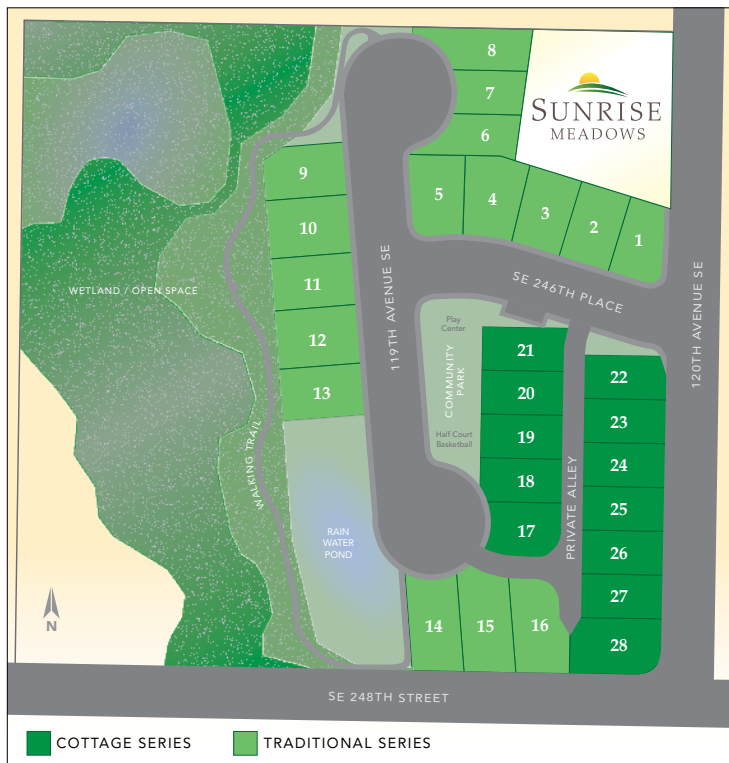 8
SUNRISE
MEADOWS
7
6
9
5
4
3
2
1
10
WETLAND / OPEN SPACE
11
119TH AVENUE SE
SE 246TH PLACE
120TH AVENUE SE
12
Play
Center
COMMUNITY
PARK
Half Court
Basketball
13
21
22
20
23
19
24
18
25
17
26
PRIVATE ALLEY
WALKING TRAIL
RAIN
WATER
POND
27
14
15
16
28
N
SE 248TH STREET
COTTAGE SERIES
TRADITIONAL SERIES